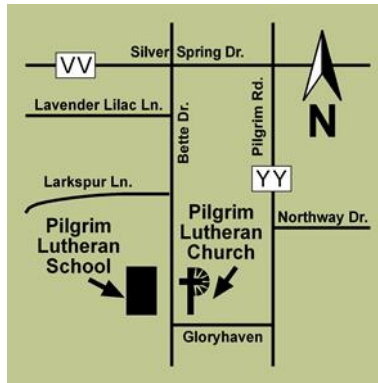 Silver Spring Dr.
VV
Lavender Lilac Ln.
Bette Dr.
Pilgrim Rd.
N
YY
Larkspur Ln.
Pilgrim
Lutheran
School
Pilgrim
Lutheran
Church
Northway Dr.
Gloryhaven